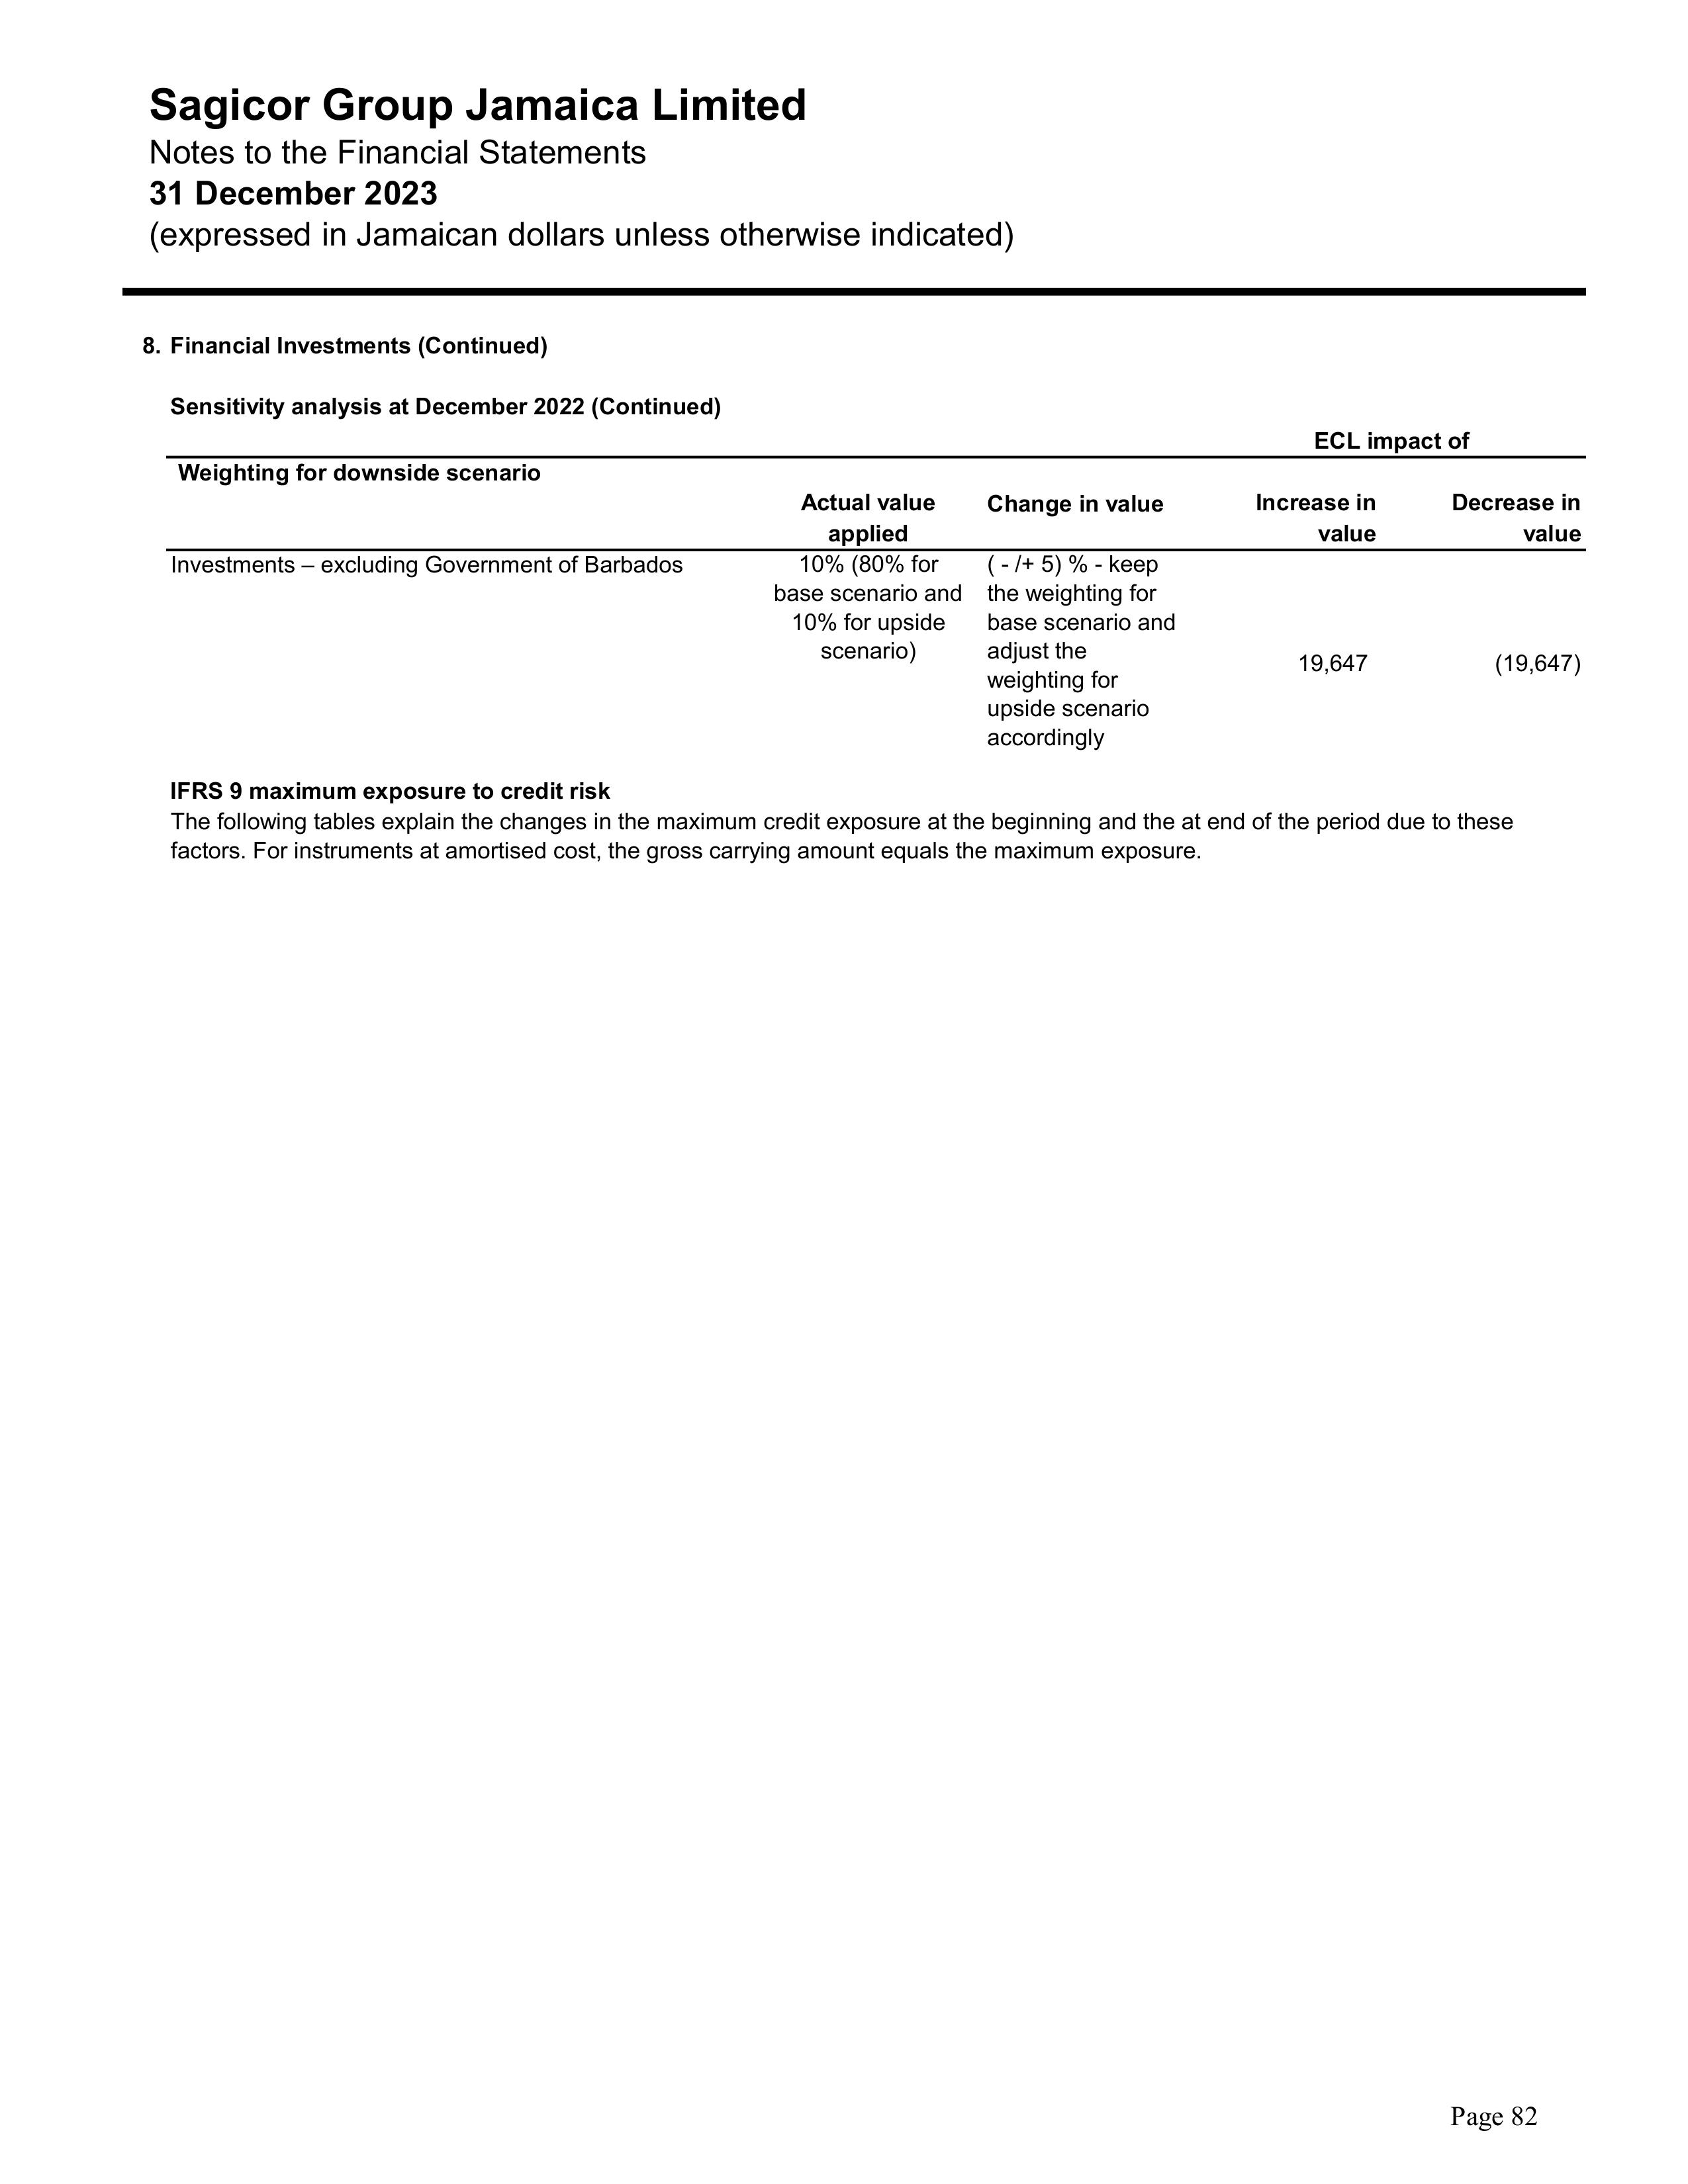 Sagicor Group Jamaica Limited
Notes to the Financial Statements
31 December 2023
(expressed in Jamaican dollars unless otherwise indicated)
8. Financial Investments (Continued)
Sensitivity analysis at December 2022 (Continued)
ECL impact of
Weighting for downside scenario
Actual value applied
Change in value
Increase in value
Decrease in value
Investments – excluding Government of Barbados
10% (80% for
base scenario and
10% for upside
scenario)
( - /+ 5) % - keep
the weighting for
base scenario and
adjust the
weighting for
upside scenario
accordingly
19,647
(19,647)
IFRS 9 maximum exposure to credit risk
The following tables explain the changes in the maximum credit exposure at the beginning and the at end of the period due to these
factors. For instruments at amortised cost, the gross carrying amount equals the maximum exposure.
Page 82